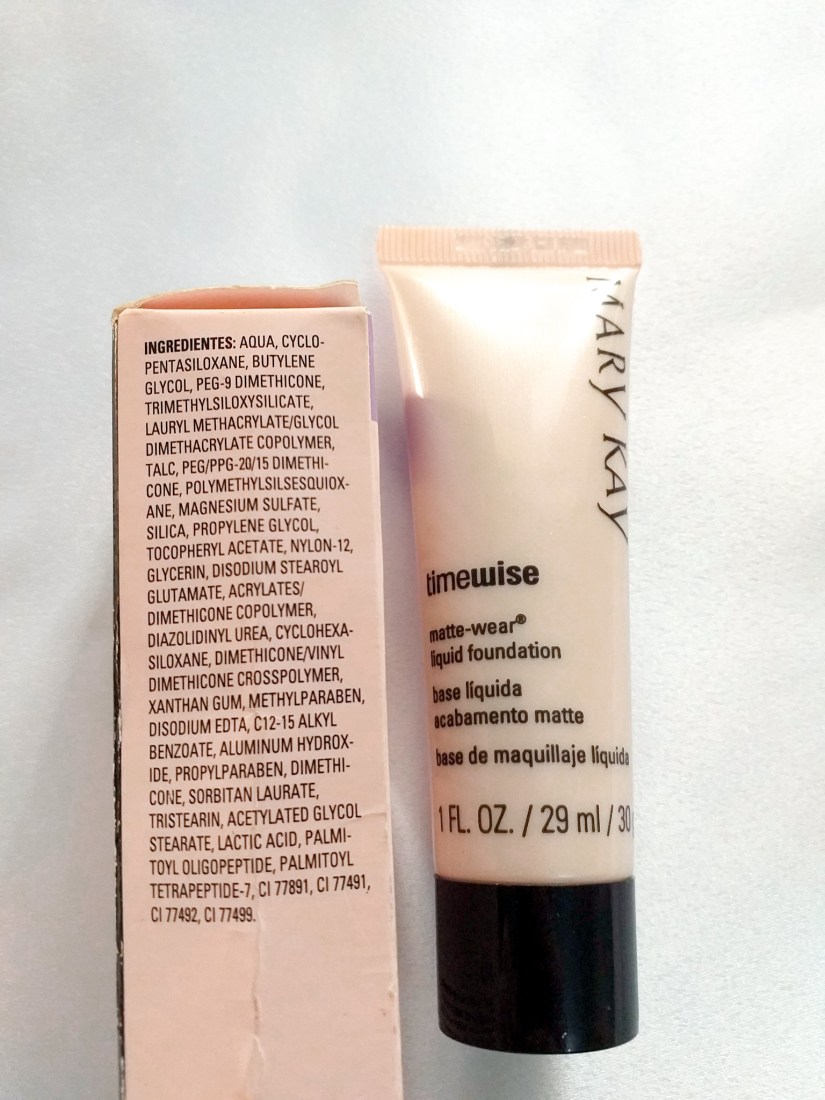 INGREDIENTES: AQUA, CYCLO-
PENTASILOXANE, BUTYLENE
GLYCOL, PEG-9 DIMETHICONE,
TRIMETHYLSILOXYSILICATE,
LAURYL METHACRYLATE/GLYCOL
DIMETHACRYLATE COPOLYMER,
TALC, PEG/PPG-20/15 DIMETHI-
CONE, POLYMETHYLSILSESQUIOX-
ANE, MAGNESIUM SULFATE,
SILICA, PROPYLENE GLYCOL,
TOCOPHERYL ACETATE, NYLON-12,
GLYCERIN, DISODIUM STEAROYL
GLUTAMATE, ACRYLATES/
DIMETHICONE COPOLYMER,
DIAZOLIDINYL UREA, CYCLOHEXA-
SILOXANE, DIMETHICONE/VINYL
DIMETHICONE CROSSPOLYMER,
XANTHAN GUM, METHYLPARABEN,
DISODIUM EDTA, C12-15 ALKYL
BENZOATE, ALUMINUM HYDROX-
IDE, PROPYLPARABEN, DIMETHI-
CONE, SORBITAN LAURATE,
TRISTEARIN, ACETYLATED GLYCOL
STEARATE, LACTIC ACID, PALMI-
TOYL OLIGOPEPTIDE, PALMITOYL
TETRAPEPTIDE-7, CI 77891, CI 77491,
CI 77492, CI 77499.
MARY KAY
timewise
matte-wear®
liquid foundation
base líquida
acabamento matte
base de maquillaje líquida
1 FL. OZ. / 29 ml / 30